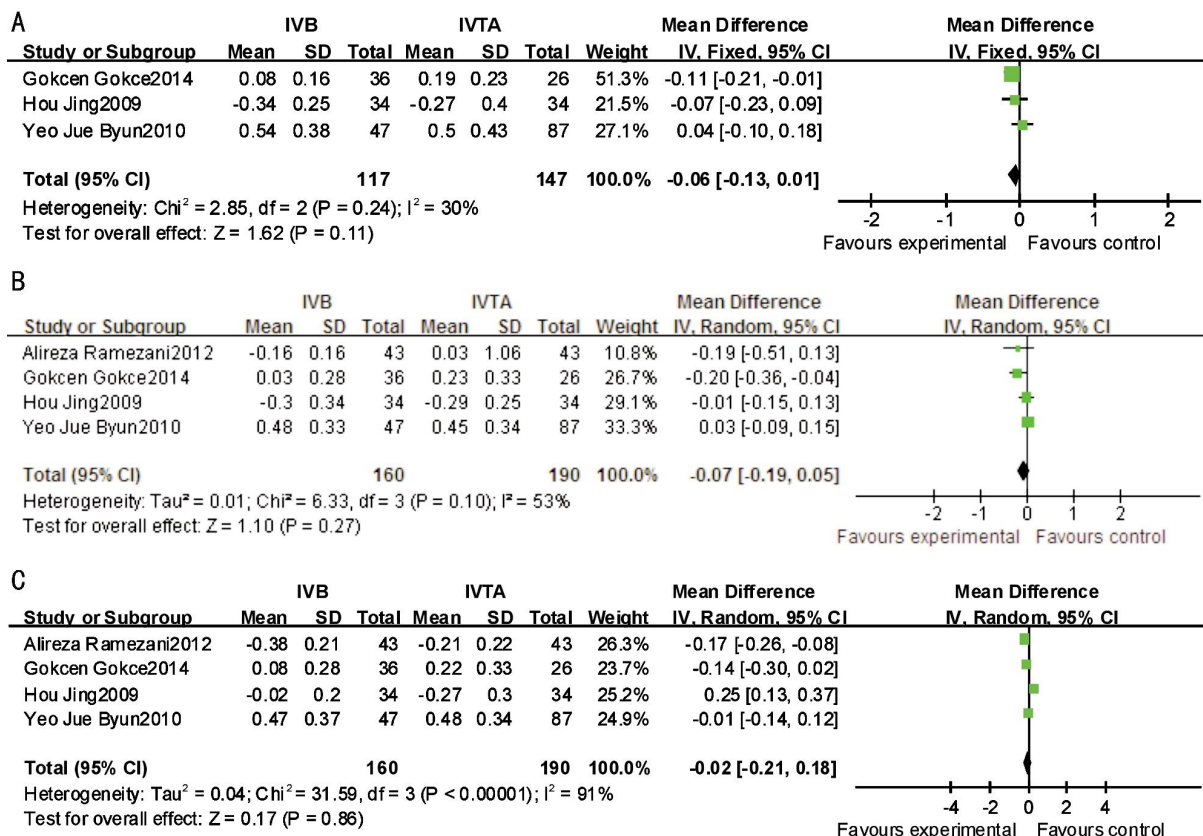 A
IVB IVTA Mean Difference Mean Difference
Study or Subgroup Mean SD Total Mean SD Total Weight IV, Fixed, 95% CI IV, Fixed, 95% CI
Gokcen Gokce2014 0.08 0.16 36 0.19 0.23 26 51.3% -0.11 [-0.21, -0.01]
Hou Jing2009 -0.34 0.25 34 -0.27 0.4 34 21.5% -0.07 [-0.23, 0.09]
Yeo Jue Byun2010 0.54 0.38 47 0.5 0.43 87 27.1% 0.04 [-0.10, 0.18]
Total (95% CI) 117 147 100.0% -0.06 [-0.13, 0.01]
Heterogeneity: Chi² = 2.85, df = 2 (P = 0.24); I² = 30%
Test for overall effect: Z = 1.62 (P = 0.11)
-2 -1 0 1 2
Favours experimental Favours control
B
IVB IVTA Mean Difference Mean Difference
Study or Subgroup Mean SD Total Mean SD Total Weight IV, Random, 95% CI IV, Random, 95% CI
Alireza Ramezani2012 -0.16 0.16 43 0.03 1.06 43 10.8% -0.19 [-0.51, 0.13]
Gokcen Gokce2014 0.03 0.28 36 0.23 0.33 26 26.7% -0.20 [-0.36, -0.04]
Hou Jing2009 -0.3 0.34 34 -0.29 0.25 34 29.1% -0.01 [-0.15, 0.13]
Yeo Jue Byun2010 0.48 0.33 47 0.45 0.34 87 33.3% 0.03 [-0.09, 0.15]
Total (95% CI) 160 190 100.0% -0.07 [-0.19, 0.05]
Heterogeneity: Tau² = 0.01; Chi² = 6.33, df = 3 (P = 0.10); I² = 53%
Test for overall effect: Z = 1.10 (P = 0.27)
-2 -1 0 1 2
Favours experimental Favours control
C
IVB IVTA Mean Difference Mean Difference
Study or Subgroup Mean SD Total Mean SD Total Weight IV, Random, 95% CI IV, Random, 95% CI
Alireza Ramezani2012 -0.38 0.21 43 -0.21 0.22 43 26.3% -0.17 [-0.26, -0.08]
Gokcen Gokce2014 0.08 0.28 36 0.22 0.33 26 23.7% -0.14 [-0.30, 0.02]
Hou Jing2009 -0.02 0.2 34 -0.27 0.3 34 25.2% 0.25 [0.13, 0.37]
Yeo Jue Byun2010 0.47 0.37 47 0.48 0.34 87 24.9% -0.01 [-0.14, 0.12]
Total (95% CI) 160 190 100.0% -0.02 [-0.21, 0.18]
Heterogeneity: Tau² = 0.04; Chi² = 31.59, df = 3 (P < 0.00001); I² = 91%
Test for overall effect: Z = 0.17 (P = 0.86)
-4 -2 0 2 4
Favours experimental Favours control